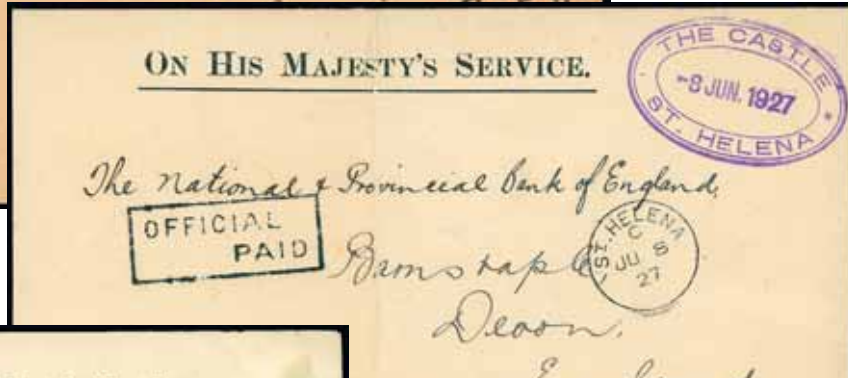 ON HIS MAJESTY'S SERVICE.
THE CASTLE
-8 JUN. 1927
ST. HELENA
The National & Provincial Bank of England,
OFFICIAL
PAID
Barnstaple
ST. HELENA
C
JU 8
27
Devon.